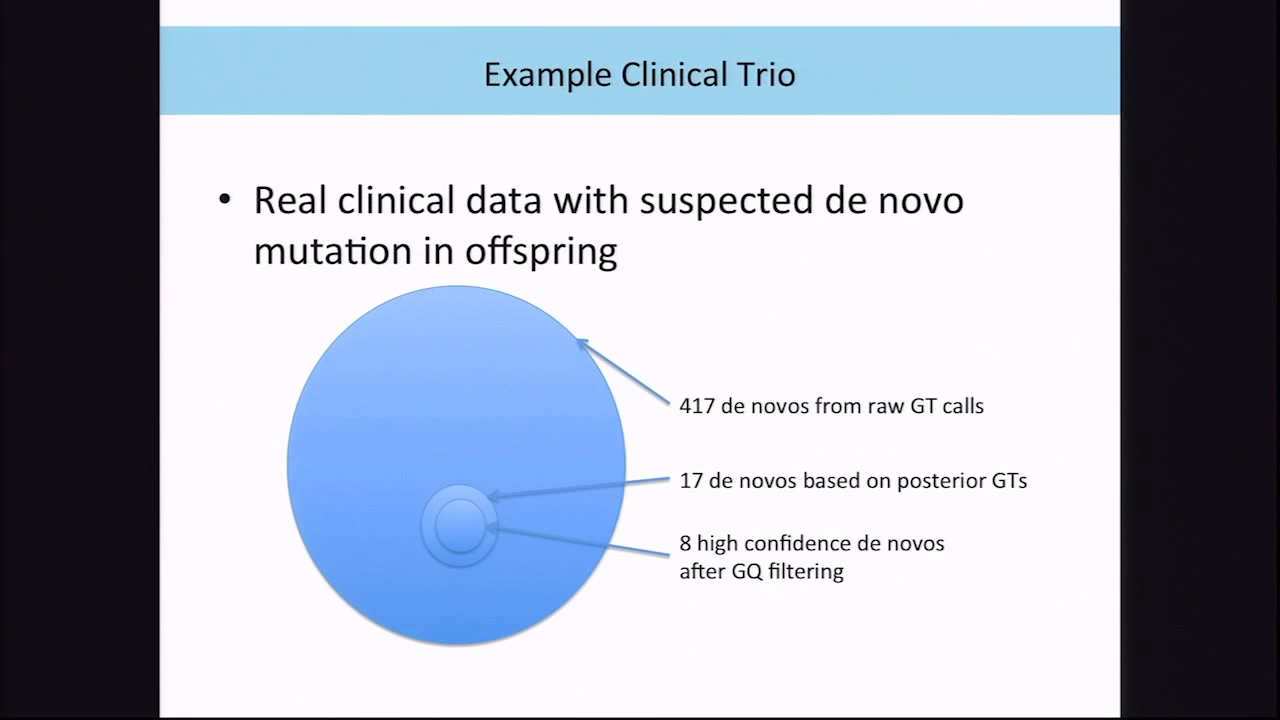 Example Clinical Trio
• Real clinical data with suspected de novo
mutation in offspring
417 de novos from raw GT calls
17 de novos based on posterior GTs
8 high confidence de novos
after GQ filtering